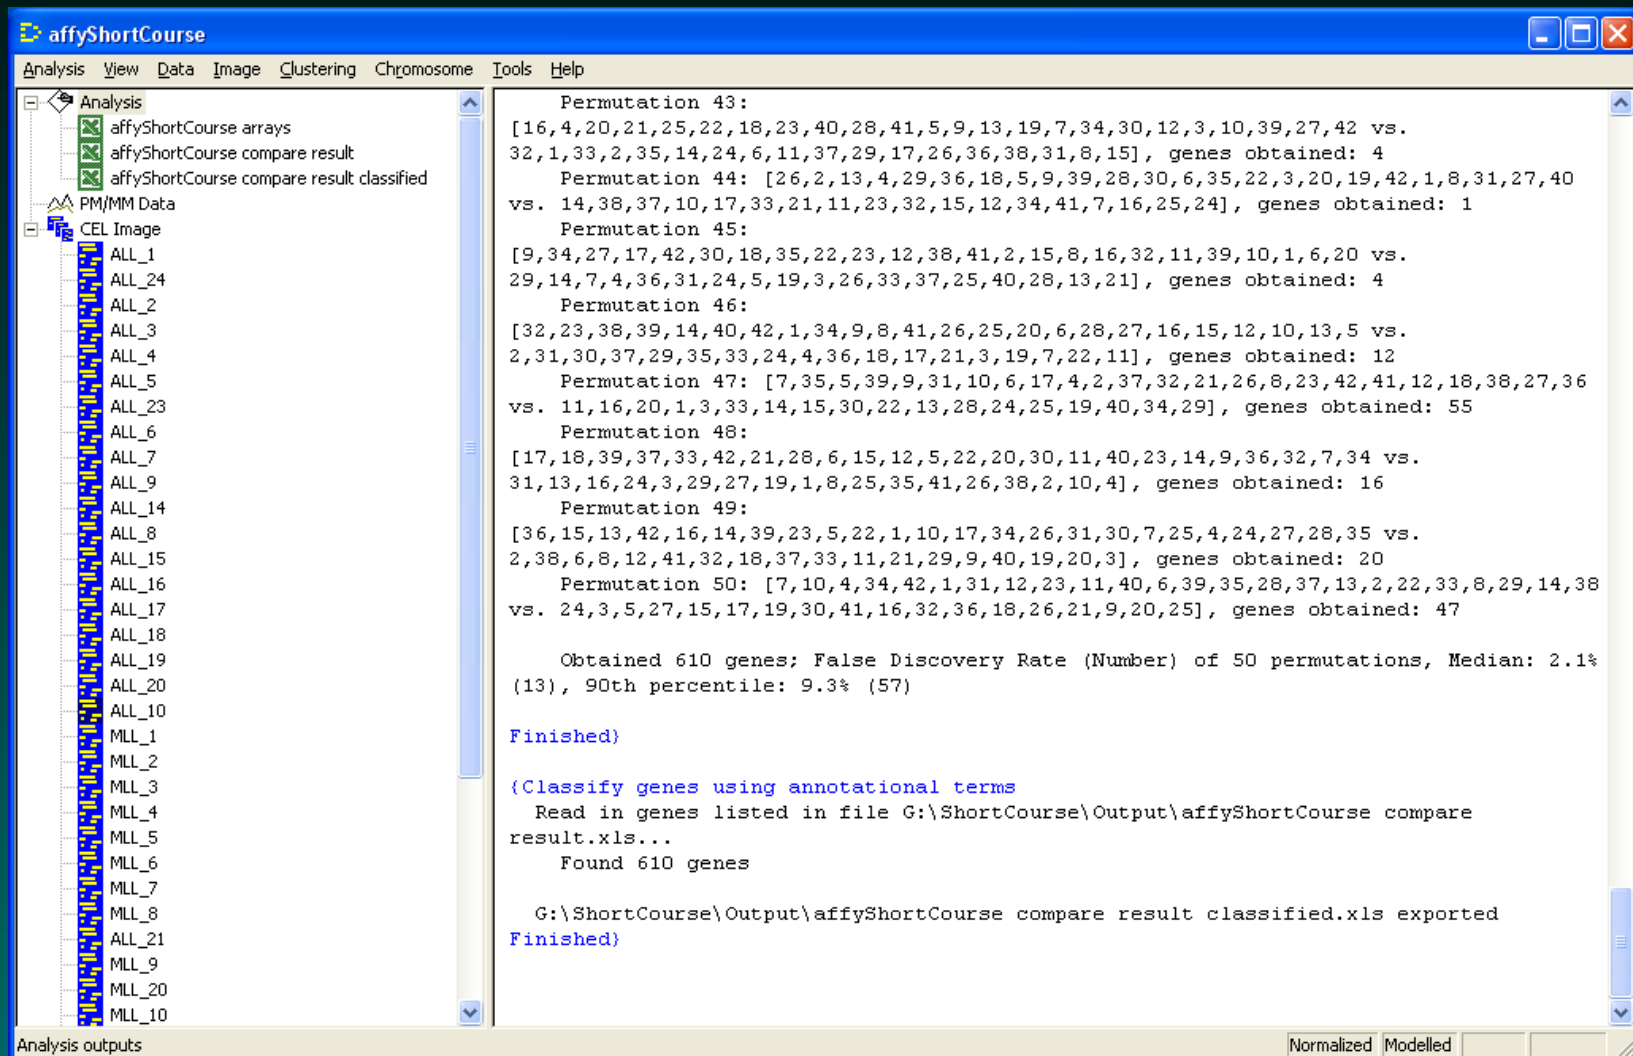 affyShortCourse
Analysis View Data Image Clustering Chromosome Tools Help
Analysis
affyShortCourse arrays
affyShortCourse compare result
affyShortCourse compare result classified
PM/MM Data
CEL Image
ALL_1
ALL_24
ALL_2
ALL_3
ALL_4
ALL_5
ALL_23
ALL_6
ALL_7
ALL_9
ALL_14
ALL_8
ALL_15
ALL_16
ALL_17
ALL_18
ALL_19
ALL_20
ALL_10
MLL_1
MLL_2
MLL_3
MLL_4
MLL_5
MLL_6
MLL_7
MLL_8
ALL_21
MLL_9
MLL_20
MLL_10
Permutation 43:
[16,4,20,21,25,22,18,23,40,28,41,5,9,13,19,7,34,30,12,3,10,39,27,42 vs.
32,1,33,2,35,14,24,6,11,37,29,17,26,36,38,31,8,15], genes obtained: 4
Permutation 44: [26,2,13,4,29,36,18,5,9,39,28,30,6,35,22,3,20,19,42,1,8,31,27,40
vs. 14,38,37,10,17,33,21,11,23,32,15,12,34,41,7,16,25,24], genes obtained: 1
Permutation 45:
[9,34,27,17,42,30,18,35,22,23,12,38,41,2,15,8,16,32,11,39,10,1,6,20 vs.
29,14,7,4,36,31,24,5,19,3,26,33,37,25,40,28,13,21], genes obtained: 4
Permutation 46:
[32,23,38,39,14,40,42,1,34,9,8,41,26,25,20,6,28,27,16,15,12,10,13,5 vs.
2,31,30,37,29,35,33,24,4,36,18,17,21,3,19,7,22,11], genes obtained: 12
Permutation 47: [7,35,5,39,9,31,10,6,17,4,2,37,32,21,26,8,23,42,41,12,18,38,27,36
vs. 11,16,20,1,3,33,14,15,30,22,13,28,24,25,19,40,34,29], genes obtained: 55
Permutation 48:
[17,18,39,37,33,42,21,28,6,15,12,5,22,20,30,11,40,23,14,9,36,32,7,34 vs.
31,13,16,24,3,29,27,19,1,8,25,35,41,26,38,2,10,4], genes obtained: 16
Permutation 49:
[36,15,13,42,16,14,39,23,5,22,1,10,17,34,26,31,30,7,25,4,24,27,28,35 vs.
2,38,6,8,12,41,32,18,37,33,11,21,29,9,40,19,20,3], genes obtained: 20
Permutation 50: [7,10,4,34,42,1,31,12,23,11,40,6,39,35,28,37,13,2,22,33,8,29,14,38
vs. 24,3,5,27,15,17,19,30,41,16,32,36,18,26,21,9,20,25], genes obtained: 47
Obtained 610 genes; False Discovery Rate (Number) of 50 permutations, Median: 2.1%
(13), 90th percentile: 9.3% (57)
Finished}
{Classify genes using annotational terms
Read in genes listed in file G:\ShortCourse\Output\affyShortCourse compare
result.xls...
Found 610 genes
G:\ShortCourse\Output\affyShortCourse compare result classified.xls exported
Finished}
Analysis outputs
Normalized Modelled